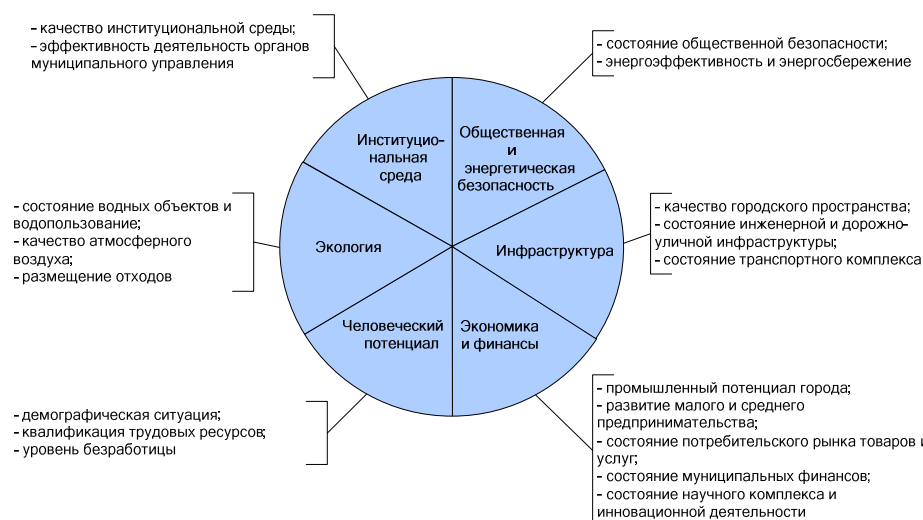 - качество институциональной среды;
- эффективность деятельность органов
муниципального управления
- состояние общественной безопасности;
- энергоэффективность и энергосбережение
Институцио-
нальная
среда
Общественная
и
энергетическая
безопасность
- состояние водных объектов и
водопользование;
- качество атмосферного
воздуха;
- размещение отходов
Экология
Инфраструктура
- качество городского пространства;
- состояние инженерной и дорожно-
уличной инфраструктуры;
- состояние транспортного комплекса
Человеческий
потенциал
Экономика
и финансы
- демографическая ситуация;
- квалификация трудовых ресурсов;
- уровень безработицы
- промышленный потенциал города;
- развитие малого и среднего
предпринимательства;
- состояние потребительского рынка товаров и
услуг;
- состояние муниципальных финансов;
- состояние научного комплекса и
инновационной деятельности